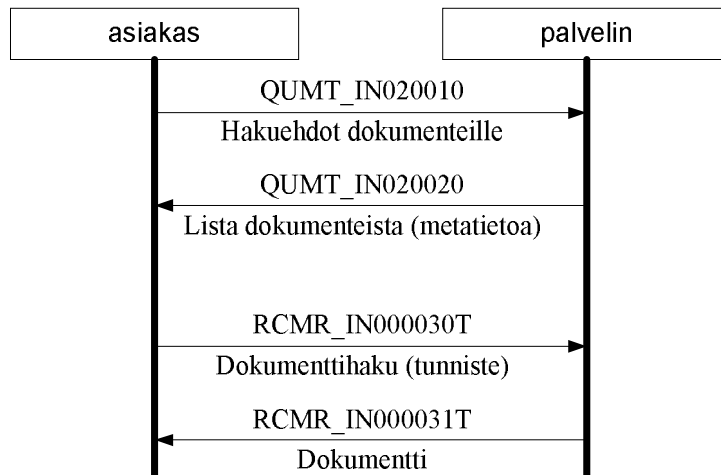 asiakas
palvelin
QUMT_IN020010
Hakuehdot dokumenteille
QUMT_IN020020
Lista dokumenteista (metatietoa)
RCMR_IN000030T
Dokumenttihaku (tunniste)
RCMR_IN000031T
Dokumentti